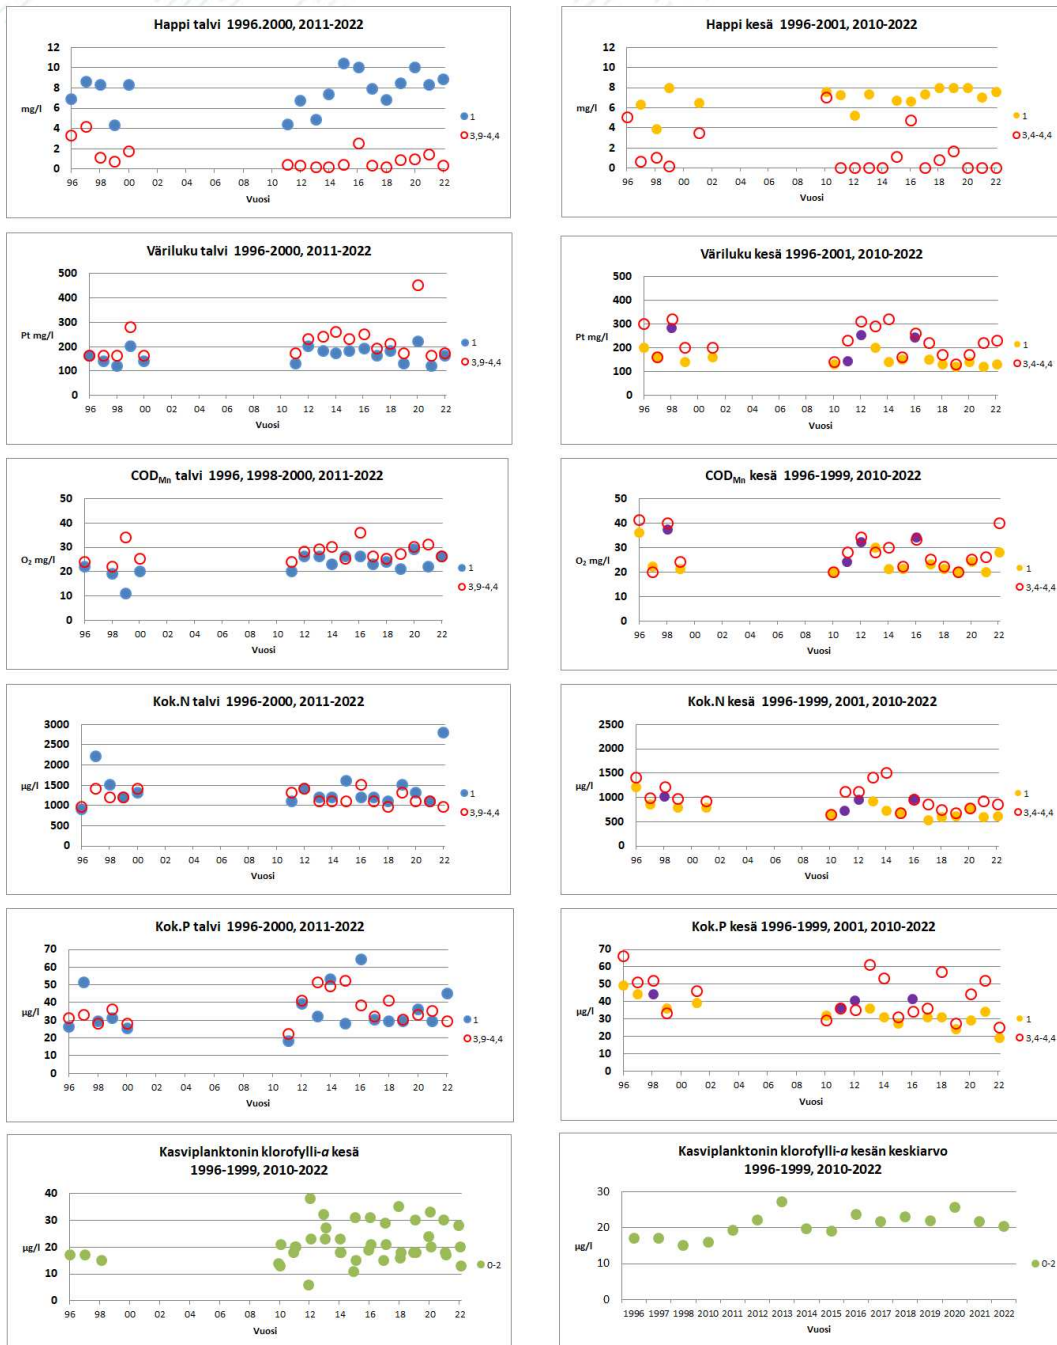 Happi talvi 1996.2000, 2011-2022
12
10
8
6
4
2
0
mg/l
96 98 00 02 04 06 08 10 12 14 16 18 20 22
Vuosi
1
3,9-4,4
Happi kesä 1996-2001, 2010-2022
12
10
8
6
4
2
0
mg/l
96 98 00 02 04 06 08 10 12 14 16 18 20 22
Vuosi
1
3,4-4,4
Väriluku talvi 1996-2000, 2011-2022
500
400
300
200
100
0
Pt mg/l
96 98 00 02 04 06 08 10 12 14 16 18 20 22
Vuosi
1
3,9-4,4
Väriluku kesä 1996-2001, 2010-2022
500
400
300
200
100
0
Pt mg/l
96 98 00 02 04 06 08 10 12 14 16 18 20 22
Vuosi
1
3,4-4,4
COD Mn talvi 1996, 1998-2000, 2011-2022
50
40
30
20
10
0
O₂ mg/l
96 98 00 02 04 06 08 10 12 14 16 18 20 22
Vuosi
1
3,9-4,4
COD Mn kesä 1996-1999, 2010-2022
50
40
30
20
10
0
O₂ mg/l
96 98 00 02 04 06 08 10 12 14 16 18 20 22
Vuosi
1
3,4-4,4
Kok.N talvi 1996-2000, 2011-2022
3000
2500
2000
1500
1000
500
0
µg/l
96 98 00 02 04 06 08 10 12 14 16 18 20 22
Vuosi
1
3,9-4,4
Kok.N kesä 1996-1999, 2001, 2010-2022
2500
2000
1500
1000
500
0
µg/l
96 98 00 02 04 06 08 10 12 14 16 18 20 22
Vuosi
1
3,4-4,4
Kok.P talvi 1996-2000, 2011-2022
70
60
50
40
30
20
10
0
µg/l
96 98 00 02 04 06 08 10 12 14 16 18 20 22
Vuosi
1
3,9-4,4
Kok.P kesä 1996-1999, 2001, 2010-2022
70
60
50
40
30
20
10
0
µg/l
96 98 00 02 04 06 08 10 12 14 16 18 20 22
Vuosi
1
3,4-4,4
Kasviplanktonin klorofylli-a kesä
1996-1999, 2010-2022
40
30
20
10
0
µg/l
96 98 00 02 04 06 08 10 12 14 16 18 20 22
Vuosi
0-2
Kasviplanktonin klorofylli-a kesän keskiarvo
1996-1999, 2010-2022
30
20
10
0
µg/l
1996 1997 1998 2010 2011 2012 2013 2014 2015 2016 2017 2018 2019 2020 2021 2022
Vuosi
0-2